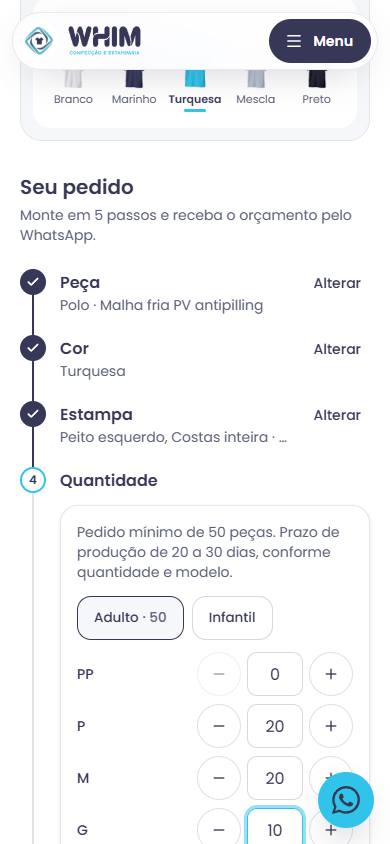 WHIM
CONFECÇÃO E ESTAMPARIA
Menu
Branco
Marinho
Turquesa
Mescla
Preto
Seu pedido
Monte em 5 passos e receba o orçamento pelo
WhatsApp.
Peça
Alterar
Polo · Malha fria PV antipilling
Cor
Alterar
Turquesa
Estampa
Alterar
Peito esquerdo, Costas inteira · ...
4
Quantidade
Pedido mínimo de 50 peças. Prazo de
produção de 20 a 30 dias, conforme
quantidade e modelo.
Adulto · 50
Infantil
PP
− 0 +
P
− 20 +
M
− 20 +
G
− 10 +